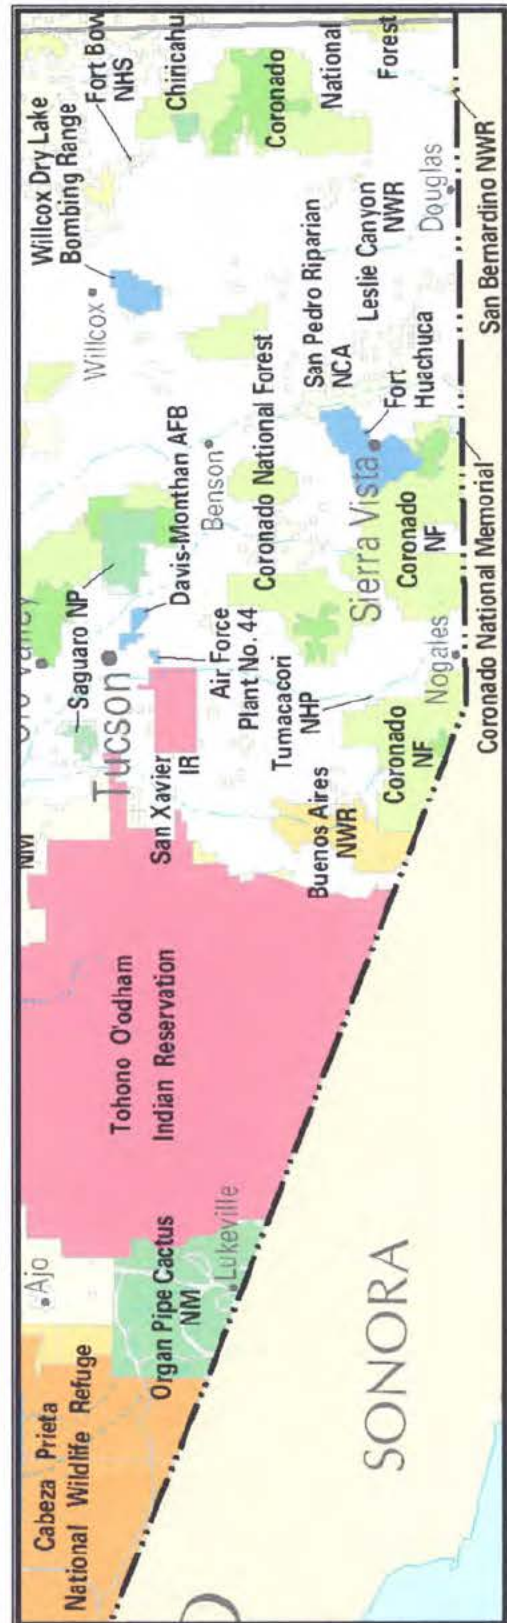 Cabeza Prieta
National Wildlife Refuge
Ajo
Organ Pipe Cactus
NM
Lukeville
SONORA
Tohono O'odham
Indian Reservation
NM
Tucson
San Xavier
IR
Saguaro NP
Davis-Monthan AFB
Air Force
Plant No. 44
Tumacacori
NHP
Buenos Aires
NWR
Coronado
NF
Nogales
Benson
Coronado National Forest
Sierra Vista
Coronado
NF
Coronado National Memorial
Fort
Huachuca
San Pedro Riparian
NCA
Leslie Canyon
NWR
Douglas
San Bernardino NWR
Willcox
Willcox Dry Lake
Bombing Range
Fort Bow
NHS
Chiricahu
Coronado
National
Forest